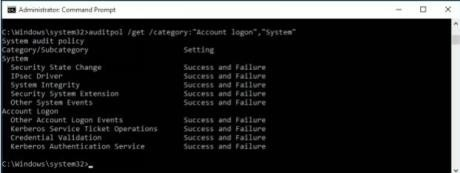 Administrator: Command Prompt
C:\Windows\system32>auditpol /get /category:"Account logon","System"
System audit policy
Category/Subcategory                      Setting
System
  Security State Change                   Success and Failure
  IPsec Driver                            Success and Failure
  System Integrity                        Success and Failure
  Security System Extension               Success and Failure
  Other System Events                     Success and Failure
Account Logon
  Other Account Logon Events              Success and Failure
  Kerberos Service Ticket Operations      Success and Failure
  Credential Validation                   Success and Failure
  Kerberos Authentication Service         Success and Failure
C:\Windows\system32>